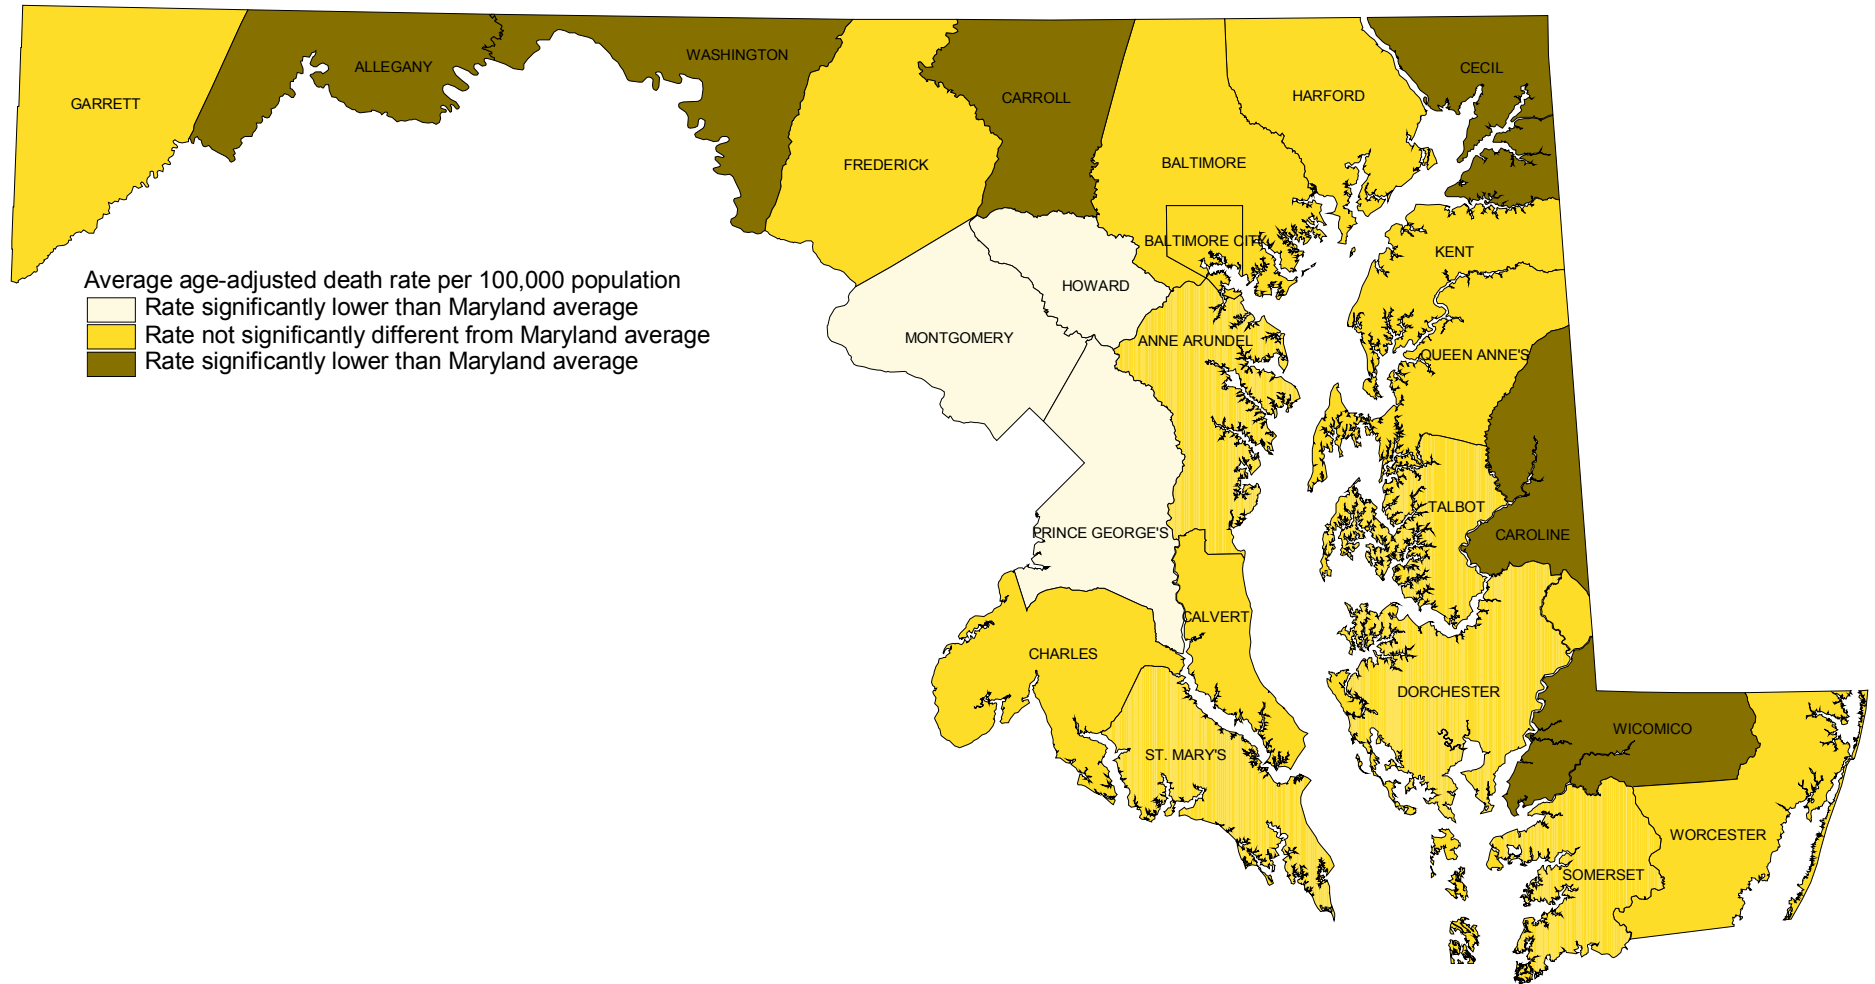 WASHINGTON
ALLEGANY
CECIL
GARRETT
CARROLL
HARFORD
FREDERICK
BALTIMORE
BALTIMORE CITY
KENT
Average age-adjusted death rate per 100,000 population
Rate significantly lower than Maryland average
Rate not significantly different from Maryland average
Rate significantly lower than Maryland average
HOWARD
MONTGOMERY
ANNE ARUNDEL
QUEEN ANNE'S
TALBOT
PRINCE GEORGE'S
CAROLINE
CALVERT
CHARLES
DORCHESTER
WICOMICO
ST. MARY'S
WORCESTER
SOMERSET